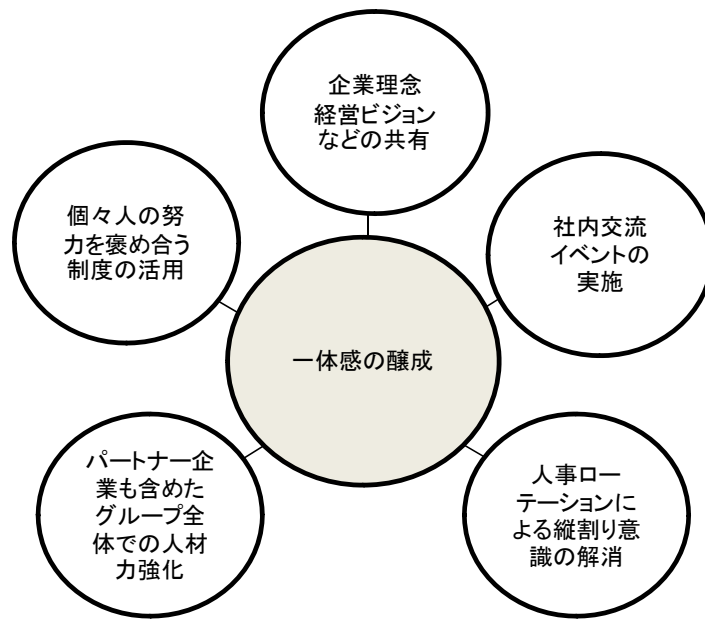 企業理念
経営ビジョン
などの共有
個々人の努
力を褒め合う
制度の活用
社内交流
イベントの
実施
一体感の醸成
パートナー企
業も含めた
グループ全
体での人材
力強化
人事ロー
テーションに
よる縦割り意
識の解消